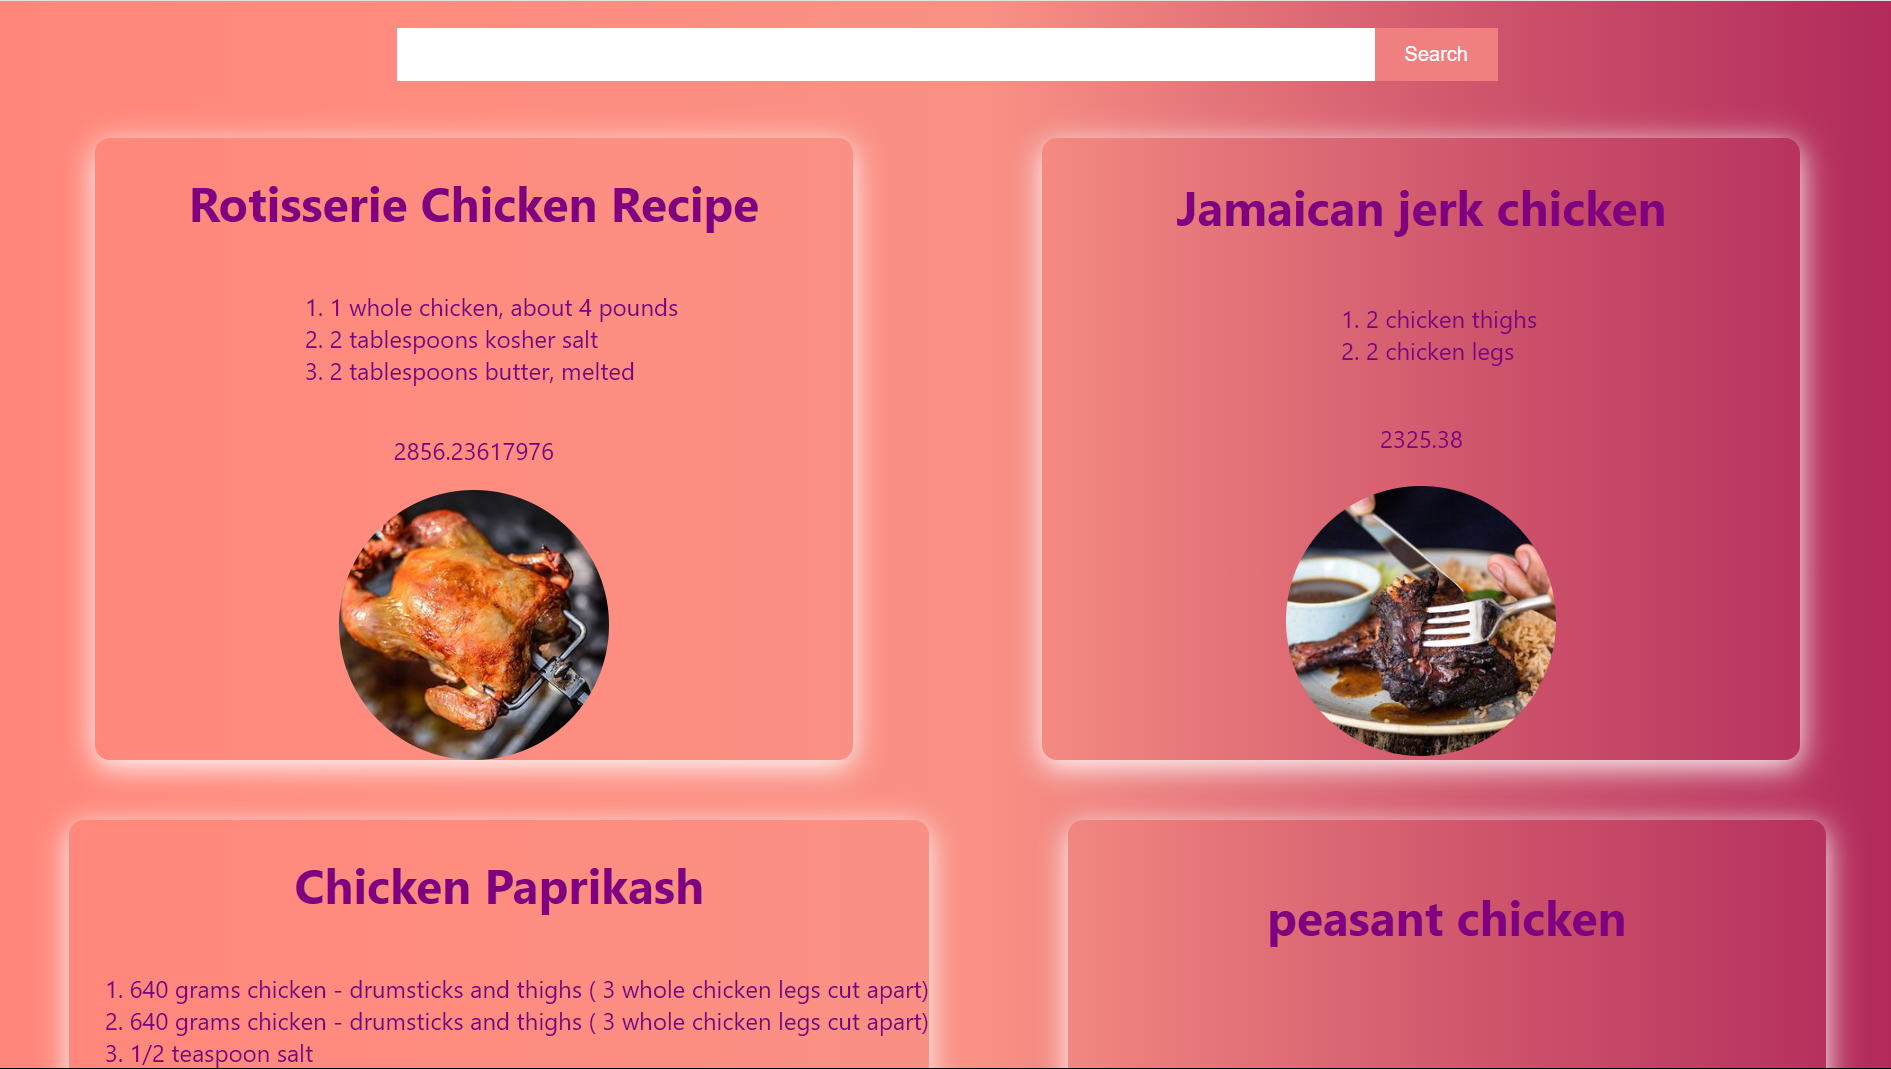 Search
Rotisserie Chicken Recipe
1. 1 whole chicken, about 4 pounds
2. 2 tablespoons kosher salt
3. 2 tablespoons butter, melted
2856.23617976
Jamaican jerk chicken
1. 2 chicken thighs
2. 2 chicken legs
2325.38
Chicken Paprikash
1. 640 grams chicken - drumsticks and thighs ( 3 whole chicken legs cut apart)
2. 640 grams chicken - drumsticks and thighs ( 3 whole chicken legs cut apart)
3. 1/2 teaspoon salt
peasant chicken